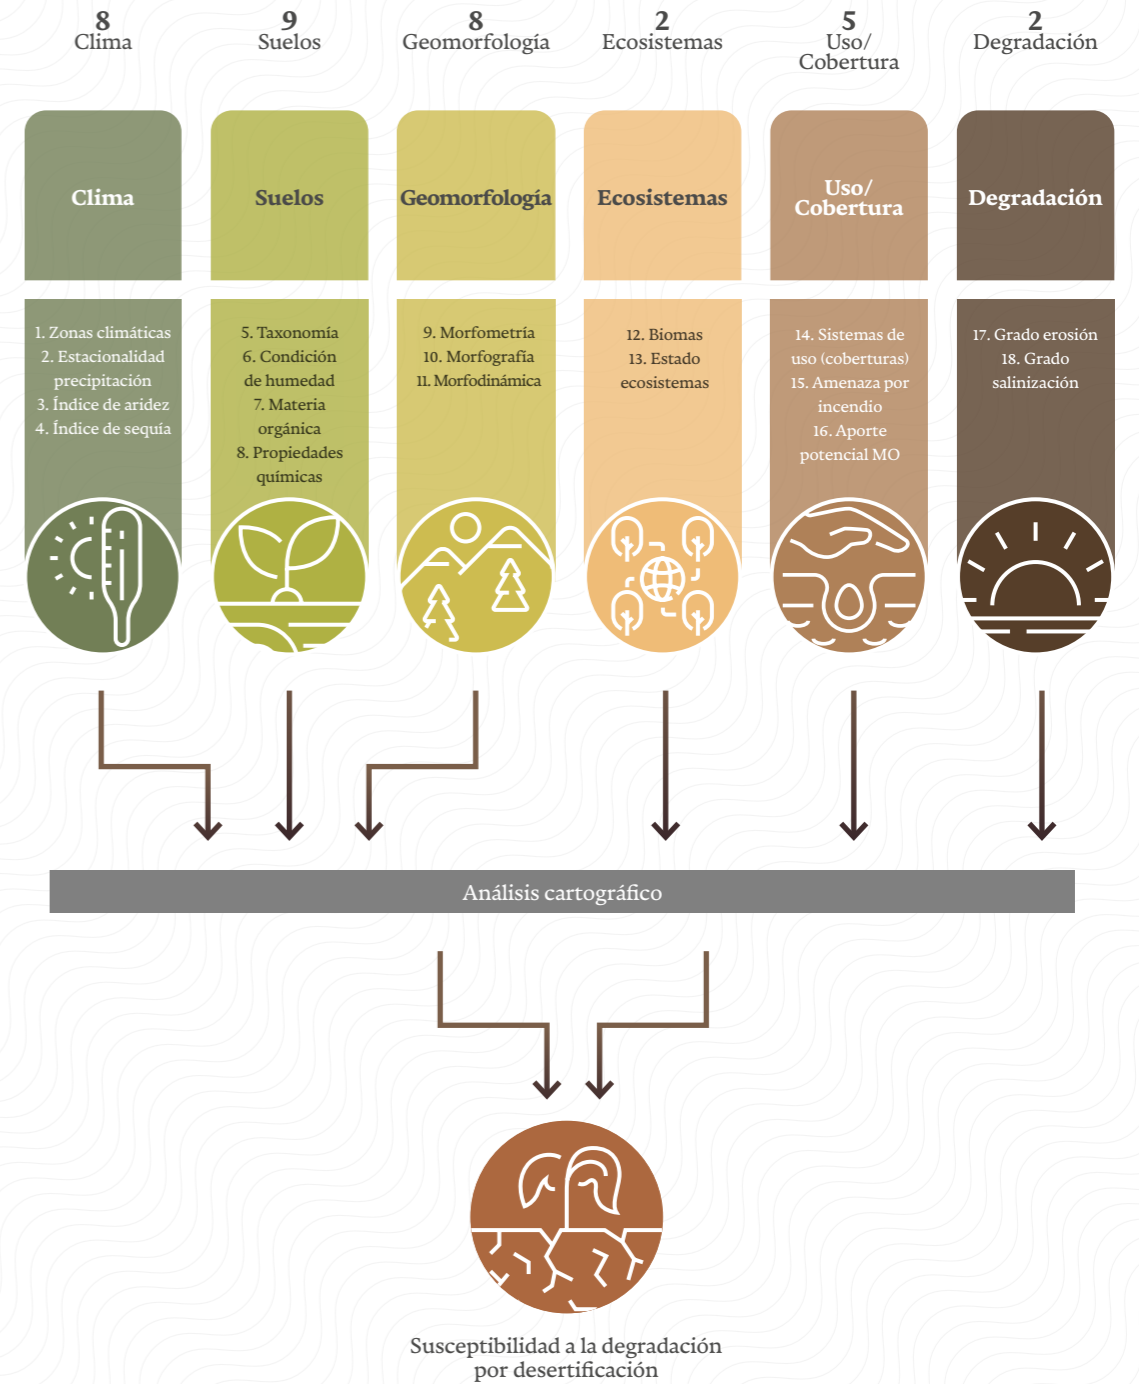 8
Clima
9
Suelos
8
Geomorfología
2
Ecosistemas
5
Uso/
Cobertura
2
Degradación
Clima
Suelos
Geomorfología
Ecosistemas
Uso/
Cobertura
Degradación
1. Zonas climáticas
2. Estacionalidad
precipitación
3. Índice de aridez
4. Índice de sequía
5. Taxonomía
6. Condición
de humedad
7. Materia
orgánica
8. Propiedades
químicas
9. Morfometría
10. Morfografía
11. Morfodinámica
12. Biomas
13. Estado
ecosistemas
14. Sistemas de
uso (coberturas)
15. Amenaza por
incendio
16. Aporte
potencial MO
17. Grado erosión
18. Grado
salinización
Análisis cartográfico
Susceptibilidad a la degradación
por desertificación